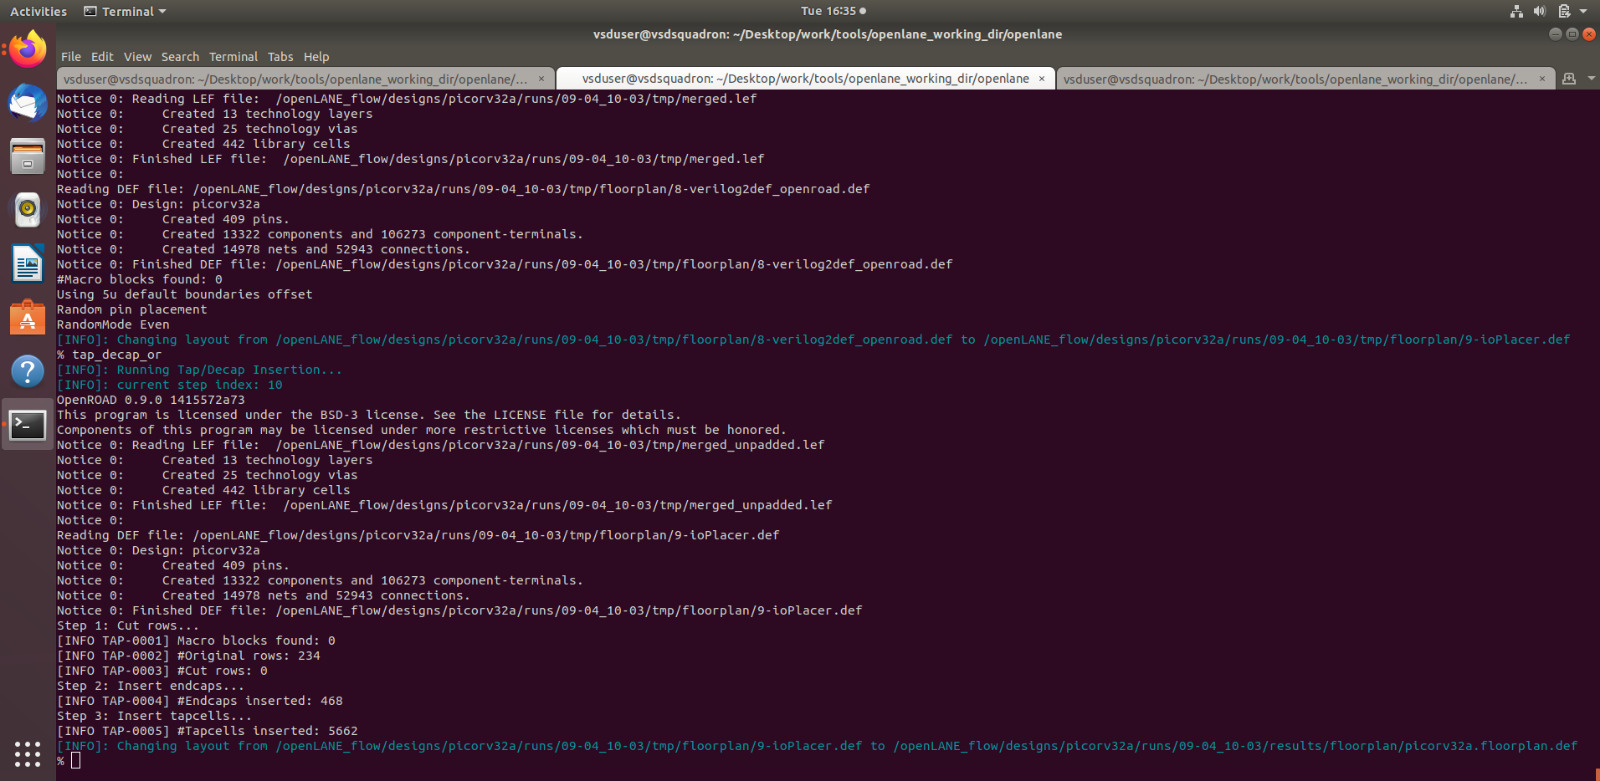 Activities Terminal Tue 16:35
vsduser@vsdsquadron: ~/Desktop/work/tools/openlane_working_dir/openlane
File Edit View Search Terminal Tabs Help
vsduser@vsdsquadron: ~/Desktop/work/tools/openlane_working_dir/openlane/... × vsduser@vsdsquadron: ~/Desktop/work/tools/openlane_working_dir/openlane × vsduser@vsdsquadron: ~/Desktop/work/tools/openlane_working_dir/openlane/... ×
Notice 0: Reading LEF file:  /openLANE_flow/designs/picorv32a/runs/09-04_10-03/tmp/merged.lef
Notice 0:     Created 13 technology layers
Notice 0:     Created 25 technology vias
Notice 0:     Created 442 library cells
Notice 0: Finished LEF file:  /openLANE_flow/designs/picorv32a/runs/09-04_10-03/tmp/merged.lef
Notice 0:
Reading DEF file: /openLANE_flow/designs/picorv32a/runs/09-04_10-03/tmp/floorplan/8-verilog2def_openroad.def
Notice 0: Design: picorv32a
Notice 0:     Created 409 pins.
Notice 0:     Created 13322 components and 106273 component-terminals.
Notice 0:     Created 14978 nets and 52943 connections.
Notice 0: Finished DEF file: /openLANE_flow/designs/picorv32a/runs/09-04_10-03/tmp/floorplan/8-verilog2def_openroad.def
#Macro blocks found: 0
Using 5u default boundaries offset
Random pin placement
RandomMode Even
[INFO]: Changing layout from /openLANE_flow/designs/picorv32a/runs/09-04_10-03/tmp/floorplan/8-verilog2def_openroad.def to /openLANE_flow/designs/picorv32a/runs/09-04_10-03/tmp/floorplan/9-ioPlacer.def
% tap_decap_or
[INFO]: Running Tap/Decap Insertion...
[INFO]: current step index: 10
OpenROAD 0.9.0 1415572a73
This program is licensed under the BSD-3 license. See the LICENSE file for details.
Components of this program may be licensed under more restrictive licenses which must be honored.
Notice 0: Reading LEF file:  /openLANE_flow/designs/picorv32a/runs/09-04_10-03/tmp/merged_unpadded.lef
Notice 0:     Created 13 technology layers
Notice 0:     Created 25 technology vias
Notice 0:     Created 442 library cells
Notice 0: Finished LEF file:  /openLANE_flow/designs/picorv32a/runs/09-04_10-03/tmp/merged_unpadded.lef
Notice 0:
Reading DEF file: /openLANE_flow/designs/picorv32a/runs/09-04_10-03/tmp/floorplan/9-ioPlacer.def
Notice 0: Design: picorv32a
Notice 0:     Created 409 pins.
Notice 0:     Created 13322 components and 106273 component-terminals.
Notice 0:     Created 14978 nets and 52943 connections.
Notice 0: Finished DEF file: /openLANE_flow/designs/picorv32a/runs/09-04_10-03/tmp/floorplan/9-ioPlacer.def
Step 1: Cut rows...
[INFO TAP-0001] Macro blocks found: 0
[INFO TAP-0002] #Original rows: 234
[INFO TAP-0003] #Cut rows: 0
Step 2: Insert endcaps...
[INFO TAP-0004] #Endcaps inserted: 468
Step 3: Insert tapcells...
[INFO TAP-0005] #Tapcells inserted: 5662
[INFO]: Changing layout from /openLANE_flow/designs/picorv32a/runs/09-04_10-03/tmp/floorplan/9-ioPlacer.def to /openLANE_flow/designs/picorv32a/runs/09-04_10-03/results/floorplan/picorv32a.floorplan.def
%